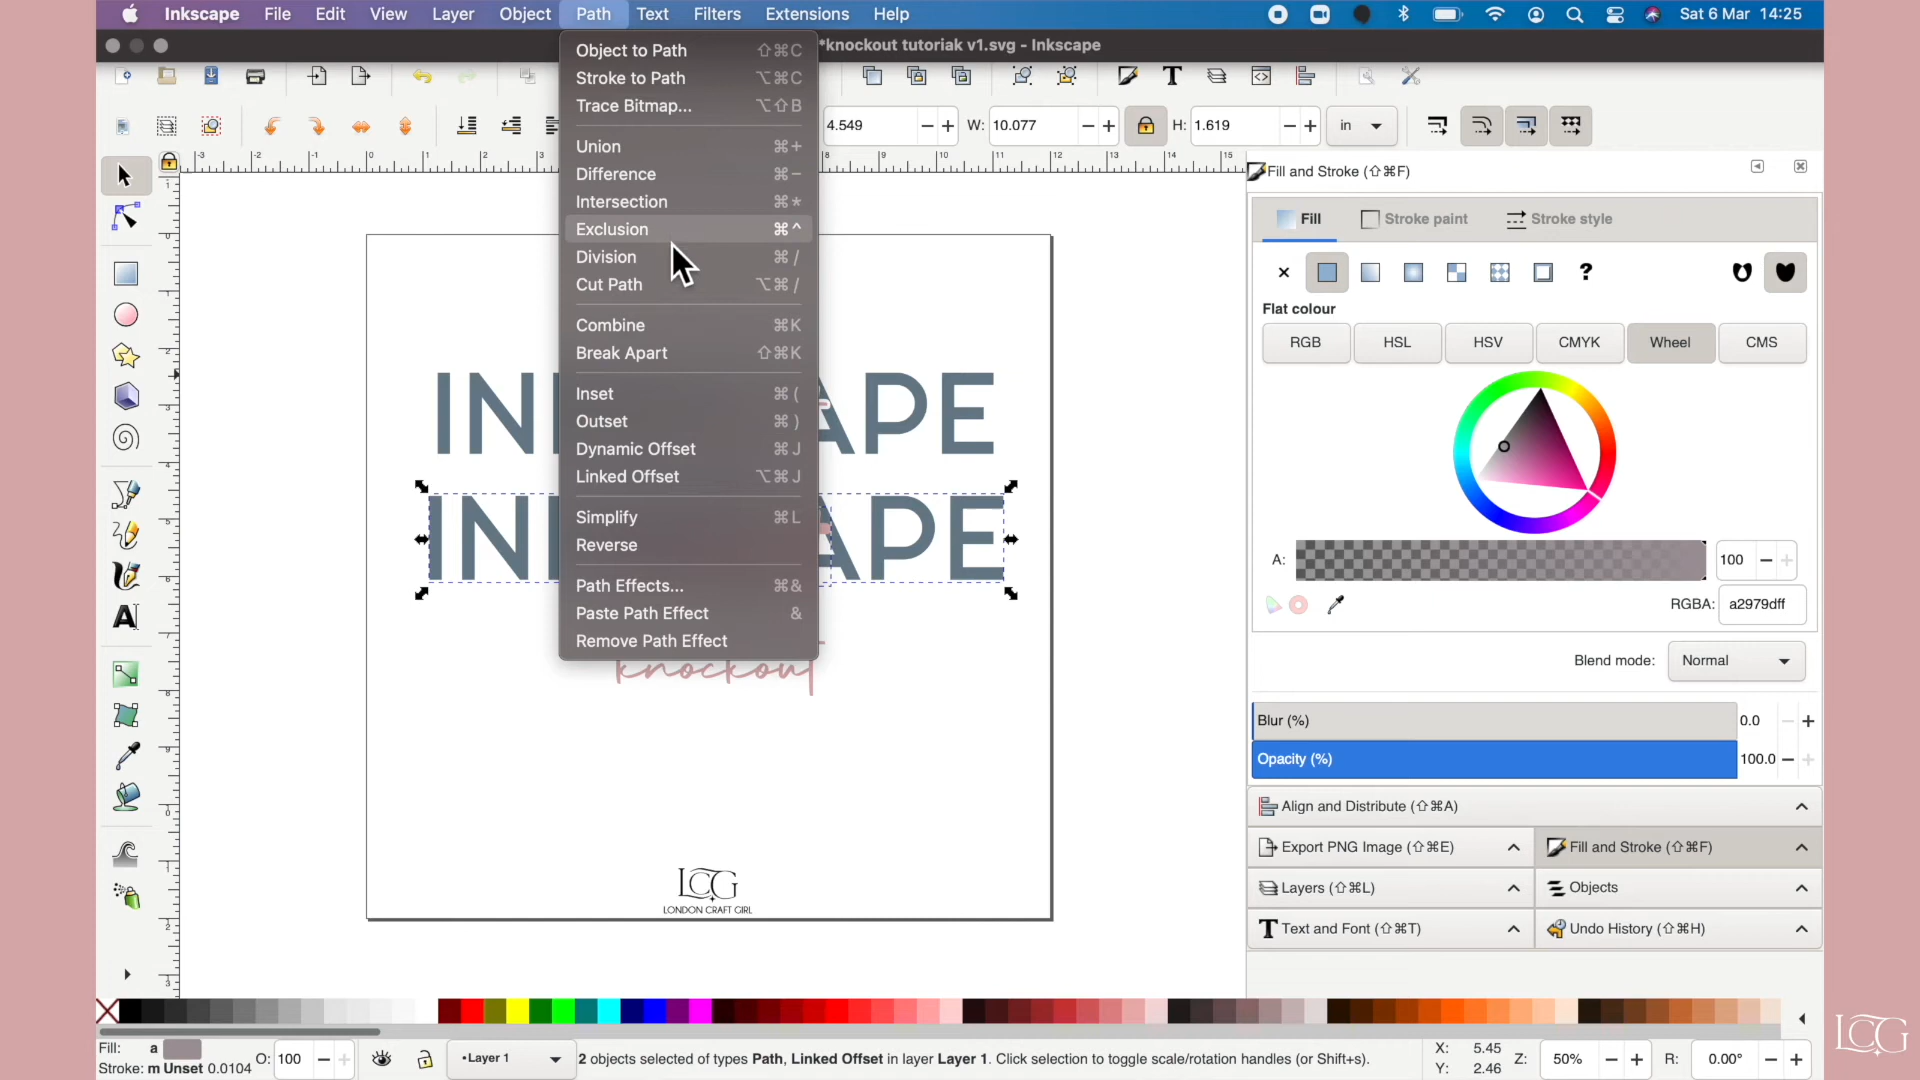 Inkscape File Edit View Layer Object Path Text Filters Extensions Help Sat 6 Mar 14:25
*knockout tutoriak v1.svg - Inkscape
4.549 W: 10.077 H: 1.619 in
Object to Path ⇧⌘C
Stroke to Path ⌥⌘C
Trace Bitmap... ⌥⇧B
Union ⌘+
Difference ⌘−
Intersection ⌘*
Exclusion ⌘^
Division ⌘/
Cut Path ⌥⌘/
Combine ⌘K
Break Apart ⇧⌘K
Inset ⌘(
Outset ⌘)
Dynamic Offset ⌘J
Linked Offset ⌥⌘J
Simplify ⌘L
Reverse
Path Effects... ⌘&
Paste Path Effect &
Remove Path Effect
knockout
LCG
LONDON CRAFT GIRL
Fill and Stroke (⇧⌘F)
Fill Stroke paint Stroke style
Flat colour
RGB HSL HSV CMYK Wheel CMS
A: 100
RGBA: a2979dff
Blend mode: Normal
Blur (%) 0.0
Opacity (%) 100.0
Align and Distribute (⇧⌘A)
Export PNG Image (⇧⌘E) Fill and Stroke (⇧⌘F)
Layers (⇧⌘L) Objects
Text and Font (⇧⌘T) Undo History (⇧⌘H)
Fill: a O: 100 •Layer 1 2 objects selected of types Path, Linked Offset in layer Layer 1. Click selection to toggle scale/rotation handles (or Shift+s). X: 5.45 Z: 50% R: 0.00°
Stroke: m Unset 0.0104 Y: 2.46
LCG